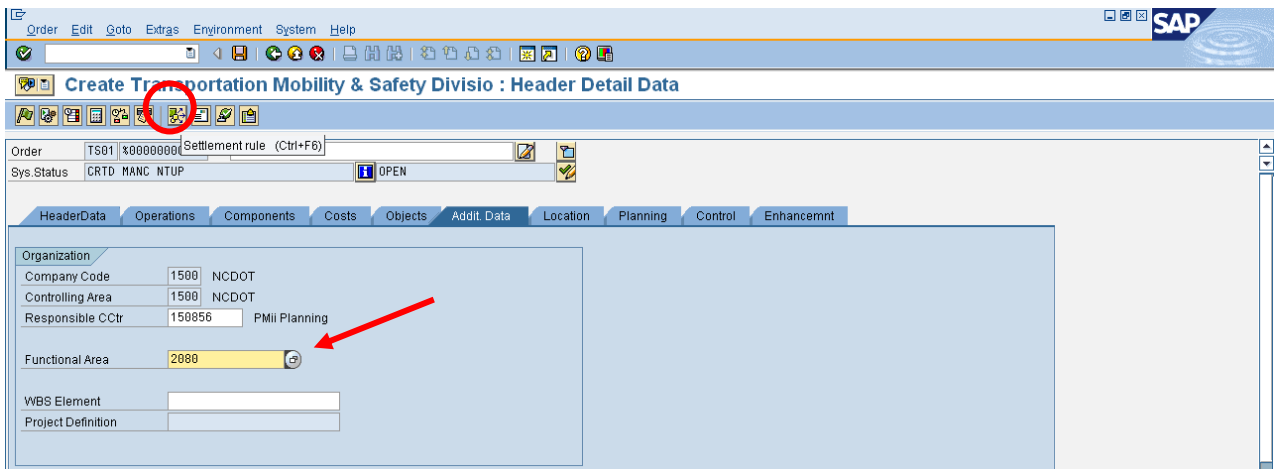 Order Edit Goto Extras Environment System Help
SAP
Create Transportation Mobility & Safety Divisio : Header Detail Data
Settlement rule (Ctrl+F6)
Order TS01
Sys.Status CRTD MANC NTUP OPEN
HeaderData Operations Components Costs Objects Addit. Data Location Planning Control Enhancemnt
Organization
Company Code 1500 NCDOT
Controlling Area 1500 NCDOT
Responsible CCtr 150856 PMii Planning
Functional Area 2080
WBS Element
Project Definition